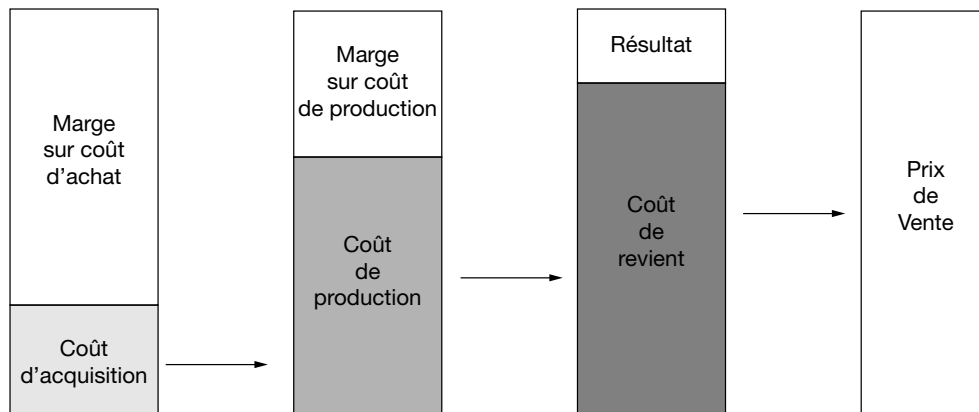 Marge
sur coût
d'achat
Coût
d'acquisition
Marge
sur coût
de production
Coût
de
production
Résultat
Coût
de
revient
Prix
de
Vente